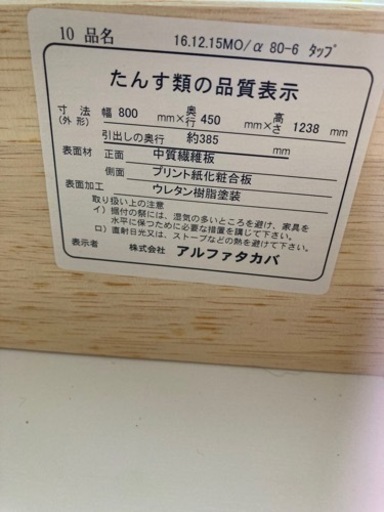 10 品名 16.12.15MO/α 80-6 タップ
たんす類の品質表示
寸法(外形) 幅 800 mm×奥行 450 mm×高さ 1238 mm
引出しの奥行 約385 mm
表面材 正面 中質繊維板
側面 プリント紙化粧合板
表面加工 ウレタン樹脂塗装
取り扱い上の注意
イ）据付の祭には、湿気の多いところを避け、家具を
水平に保つために必要な措置を講じて下さい。
ロ）直射日光又は、ストーブなどの熱を避けて下さい。
表示者 株式会社 アルファタカバ